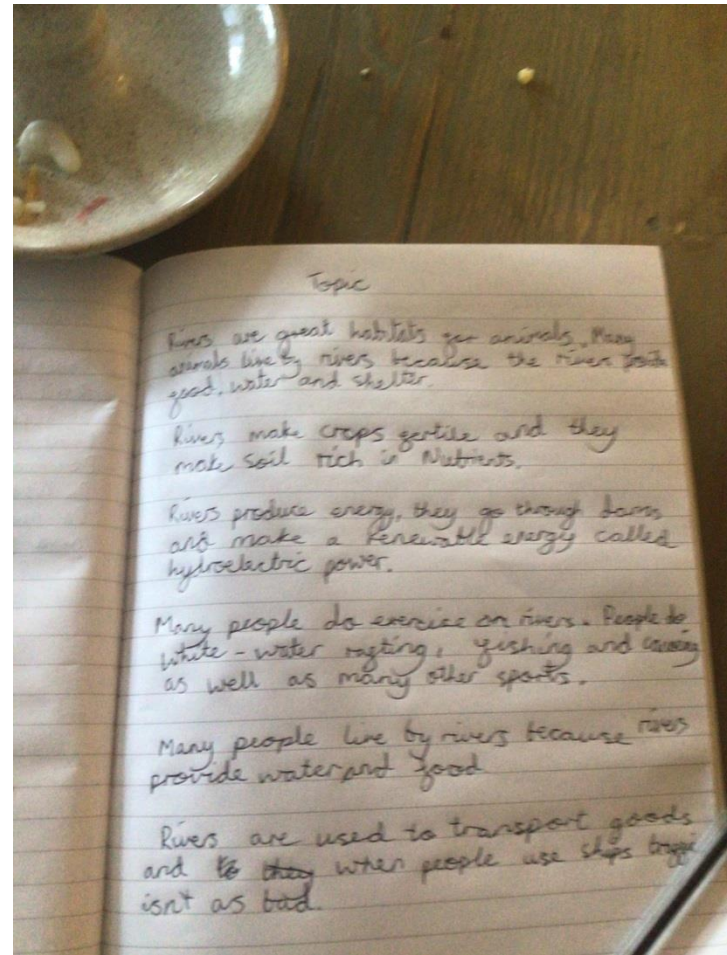 Topic
Rivers are great habitats for animals. Many
animals live by rivers because the rivers provide
food, water and shelter.
Rivers make crops fertile and they
make soil rich in Nutrients.
Rivers produce energy, they go through dams
and make a renewable energy called
hydroelectric power.
Many people do exercise on rivers. People do
white-water rafting, fishing and canoeing
as well as many other sports.
Many people live by rivers because rivers
provide water and food
Rivers are used to transport goods
and to they when people use ships
isn't as bad.